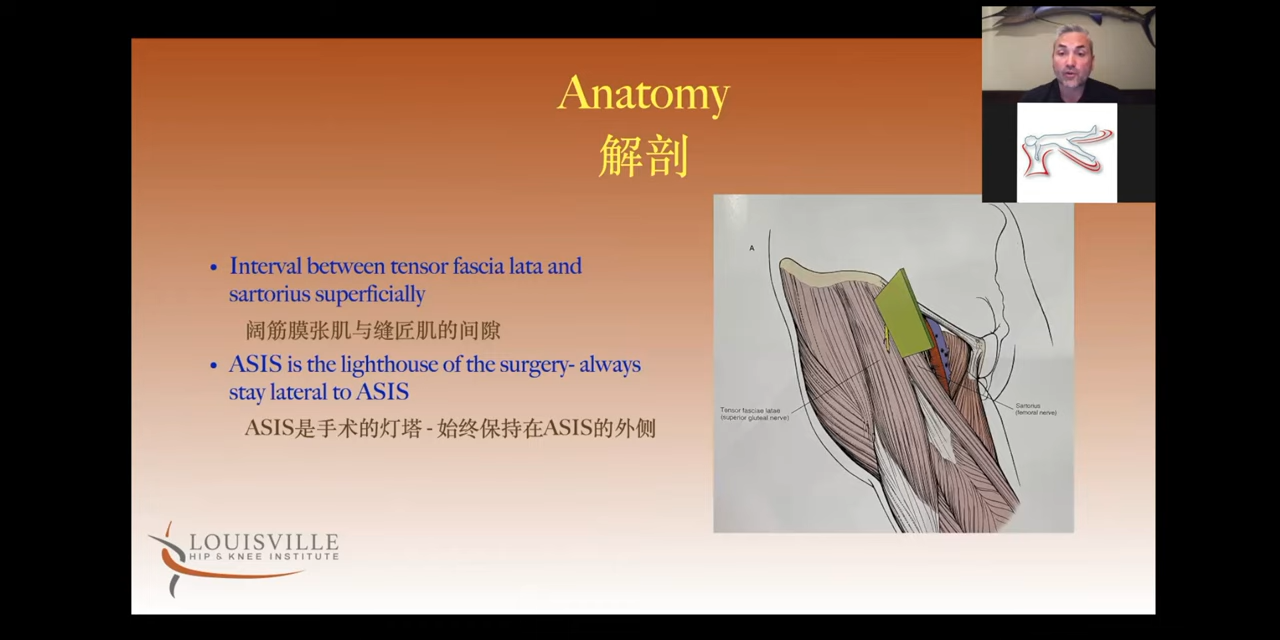 Anatomy
解剖
• Interval between tensor fascia lata and
sartorius superficially
阔筋膜张肌与缝匠肌的间隙
• ASIS is the lighthouse of the surgery- always
stay lateral to ASIS
ASIS是手术的灯塔 - 始终保持在ASIS的外侧
A
Tensor fasciae latae
(superior gluteal nerve)
Sartorius
(femoral nerve)
LOUISVILLE
HIP & KNEE INSTITUTE